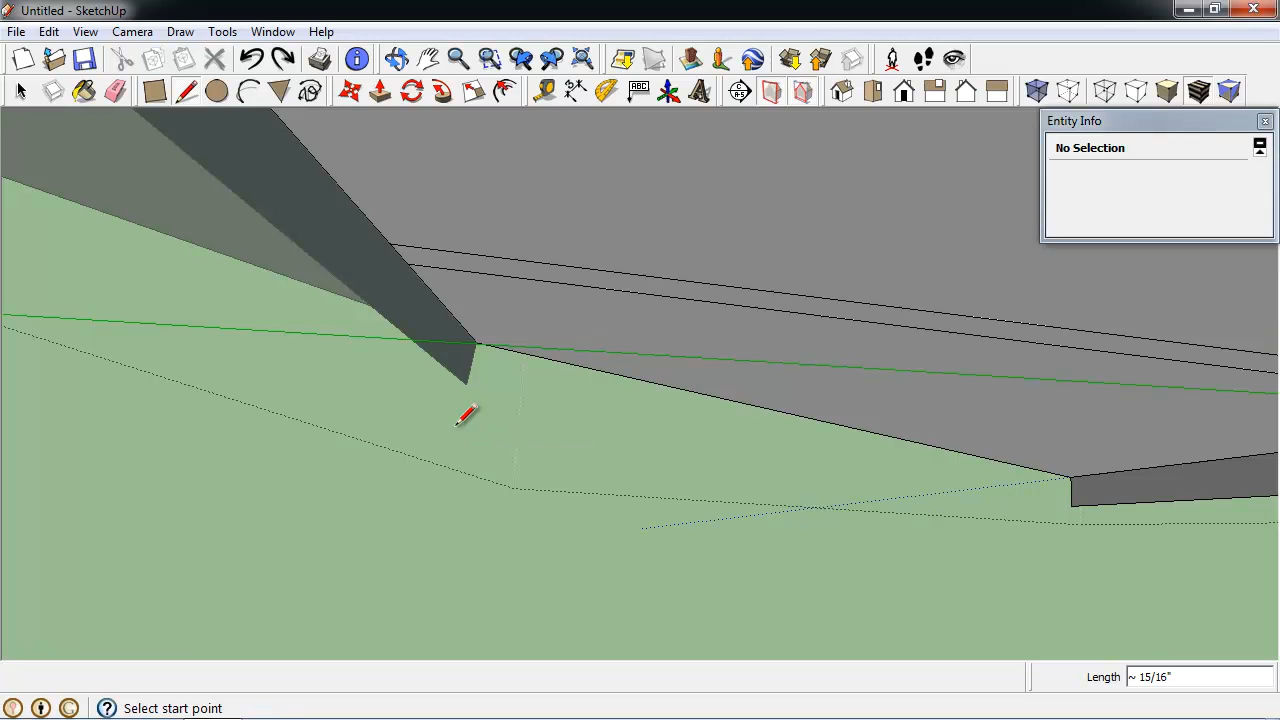 Untitled - SketchUp
File Edit View Camera Draw Tools Window Help
ABC
Entity Info
No Selection
Length ~ 15/16"
Select start point